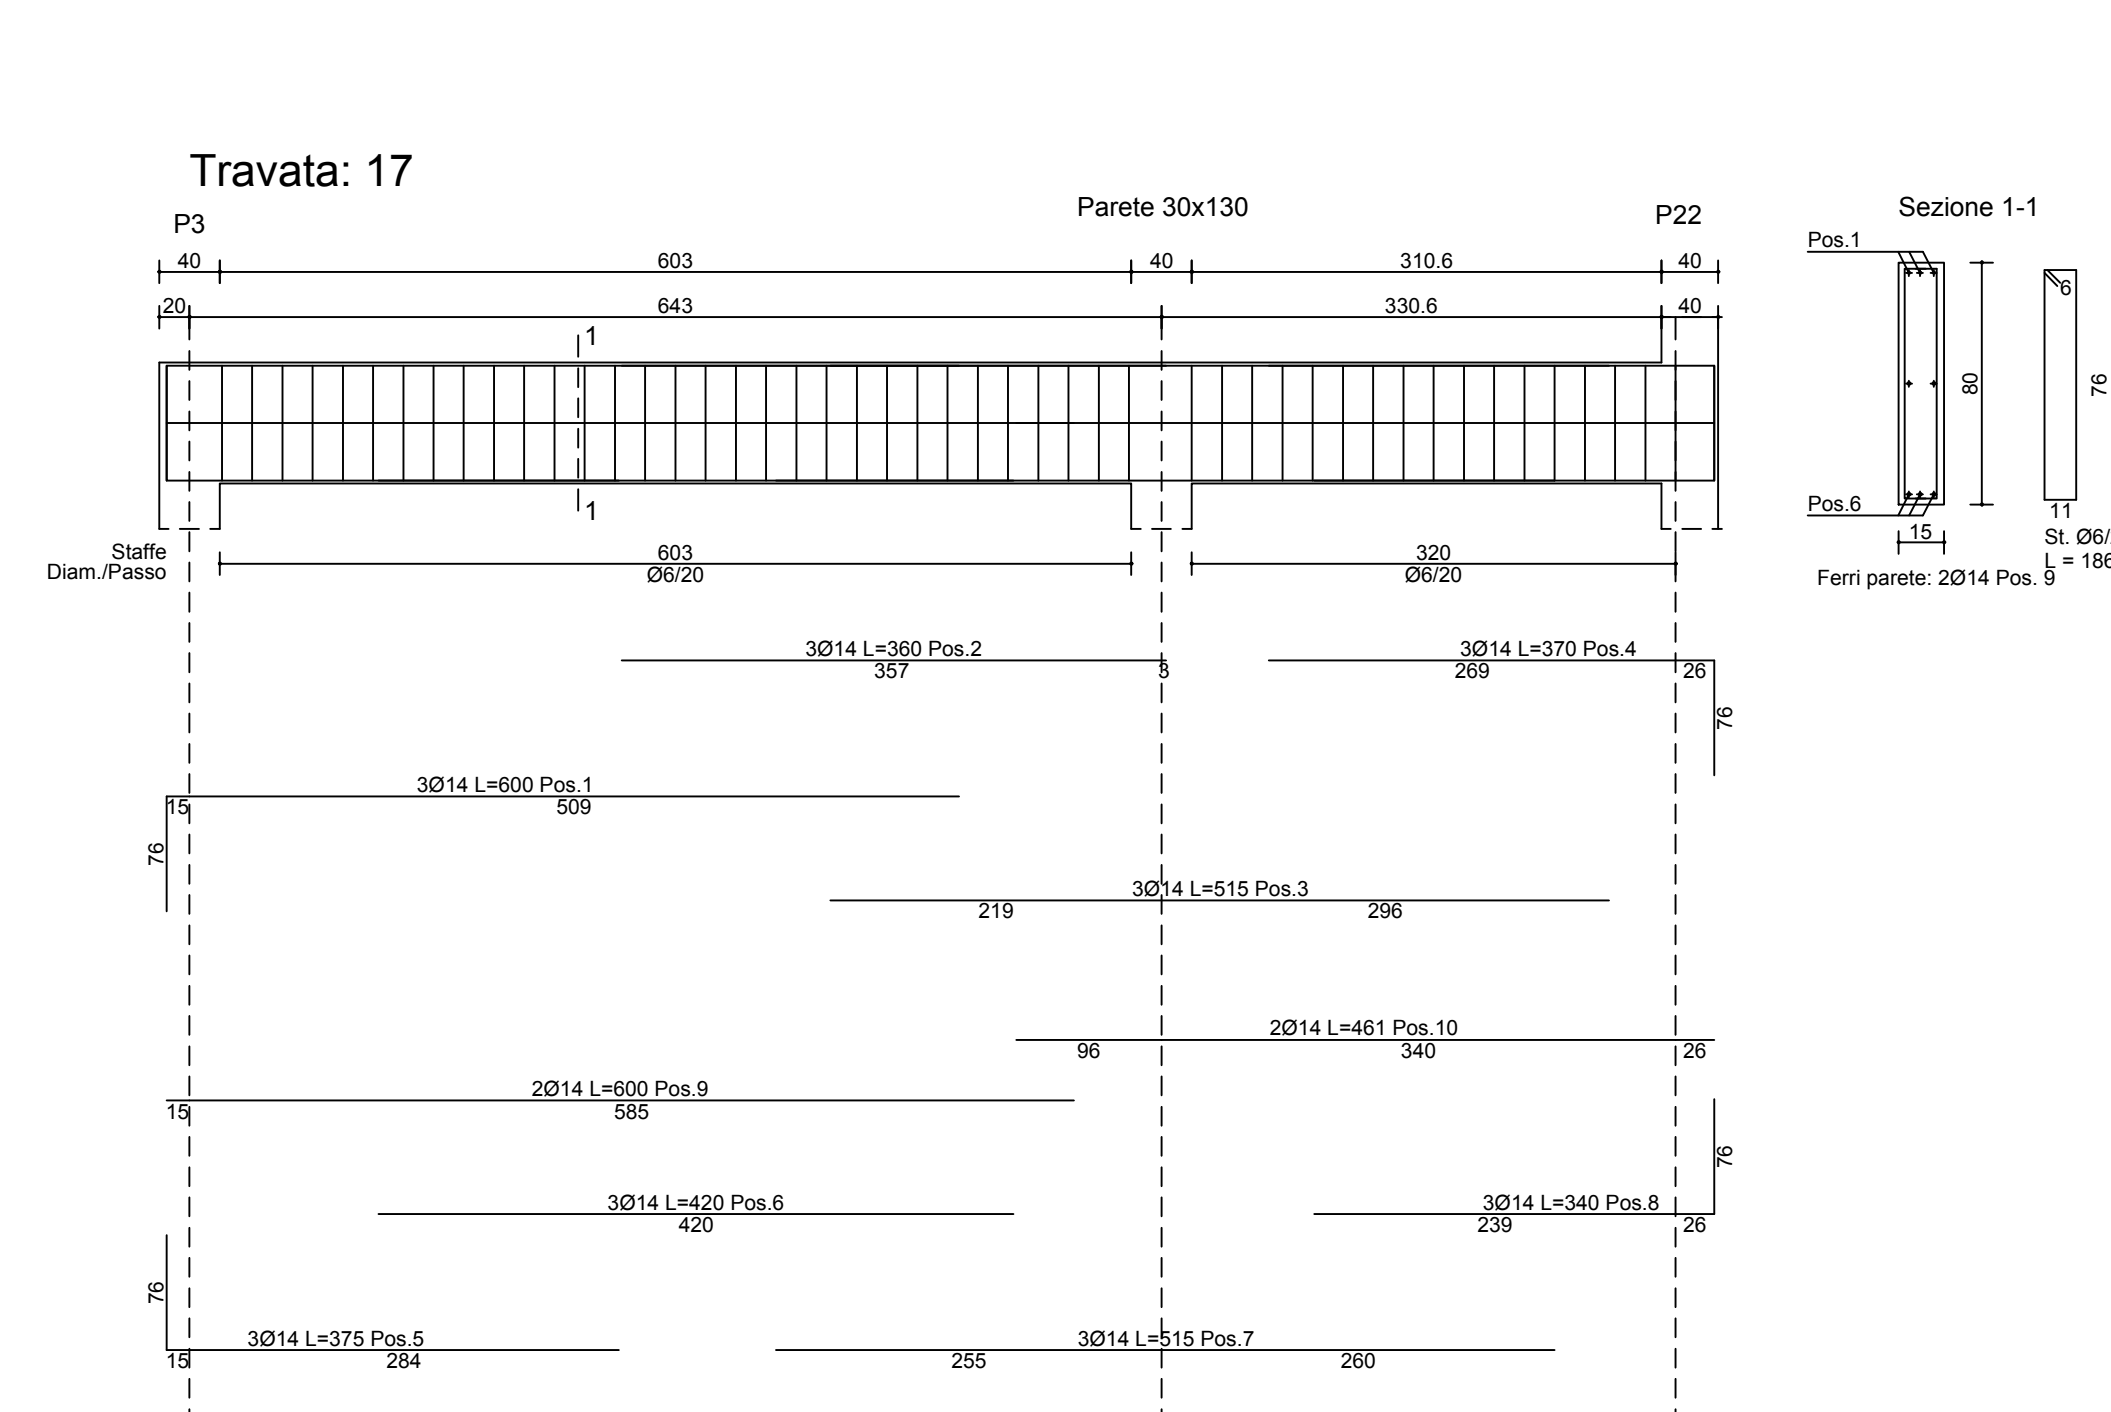 Travata: 17
P3
Parete 30x130
P22
Sezione 1-1
40
603
40
310.6
40
20
643
330.6
40
1
1
Staffe
Diam./Passo
603
Ø6/20
320
Ø6/20
Pos.1
Pos.6
80
15
6
76
11
St. Ø6/
L = 186
Ferri parete: 2Ø14 Pos. 9
3Ø14 L=360 Pos.2
357
3
3Ø14 L=370 Pos.4
269
26
76
3Ø14 L=600 Pos.1
15
509
76
3Ø14 L=515 Pos.3
219
296
2Ø14 L=461 Pos.10
96
340
26
2Ø14 L=600 Pos.9
15
585
76
3Ø14 L=420 Pos.6
420
3Ø14 L=340 Pos.8
239
26
76
3Ø14 L=375 Pos.5
15
284
3Ø14 L=515 Pos.7
255
260